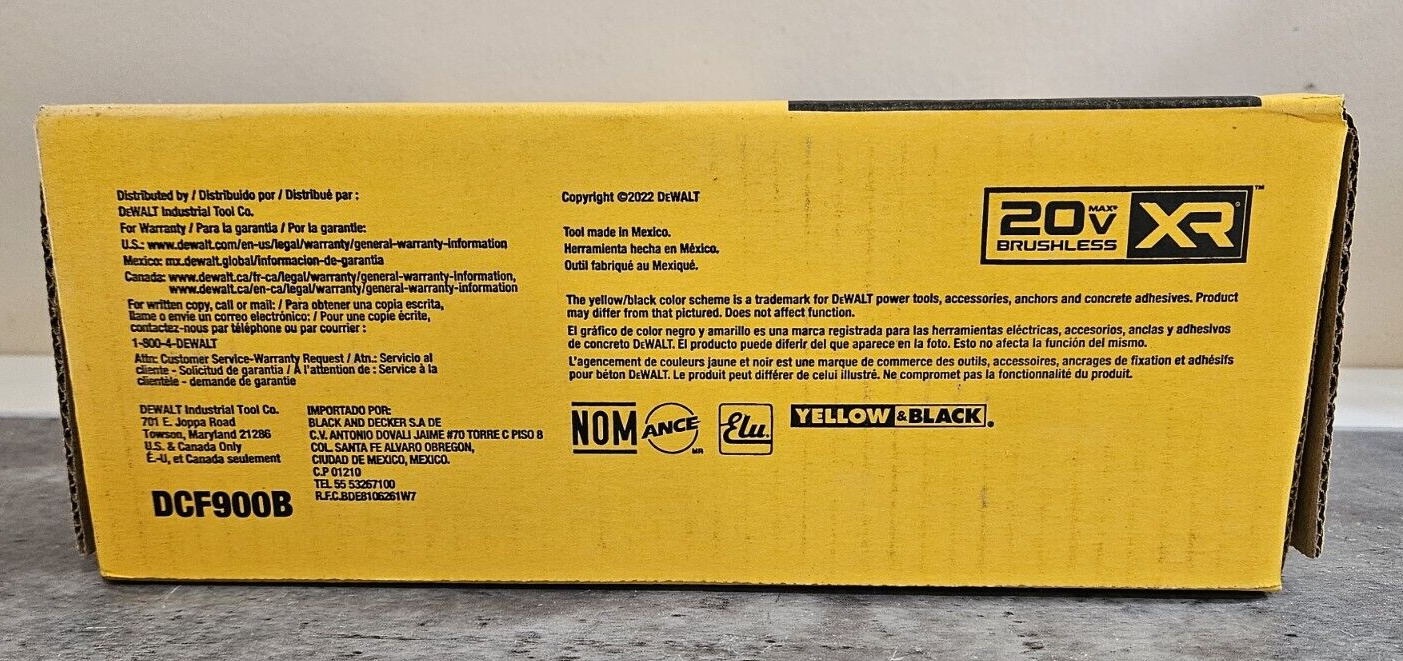 Distributed by / Distribuido por / Distribué par :
DEWALT Industrial Tool Co.
For Warranty / Para la garantia / Por la garantie:
U.S.: www.dewalt.com/en-us/legal/warranty/general-warranty-information
Mexico: mx.dewalt.global/informacion-de-garantia
Canada: www.dewalt.ca/fr-ca/legal/warranty/general-warranty-information,
www.dewalt.ca/en-ca/legal/warranty/general-warranty-information
For written copy, call or mail: / Para obtener una copia escrita,
llame o envíe un correo electrónico: / Pour une copie écrite,
contactez-nous par téléphone ou par courrier :
1-800-4-DEWALT
Attn: Customer Service-Warranty Request / Atn.: Servicio al
cliente - Solicitud de garantía / À l'attention de : Service à la
clientèle - demande de garantie
DEWALT Industrial Tool Co.
701 E. Joppa Road
Towson, Maryland 21286
U.S. & Canada Only
É.-U, et Canada seulement
DCF900B
IMPORTADO POR:
BLACK AND DECKER S.A DE
C.V. ANTONIO DOVALI JAIME #70 TORRE C PISO 8
COL. SANTA FE ALVARO OBREGON,
CIUDAD DE MEXICO, MEXICO.
C.P 01210
TEL 55 53267100
R.F.C.BDE8106261W7
Copyright ©2022 DEWALT
Tool made in Mexico.
Herramienta hecha en México.
Outil fabriqué au Mexiqué.
The yellow/black color scheme is a trademark for DEWALT power tools, accessories, anchors and concrete adhesives. Product
may differ from that pictured. Does not affect function.
El gráfico de color negro y amarillo es una marca registrada para las herramientas eléctricas, accesorios, anclas y adhesivos
de concreto DEWALT. El producto puede diferir del que aparece en la foto. Esto no afecta la función del mismo.
L'agencement de couleurs jaune et noir est une marque de commerce des outils, accessoires, ancrages de fixation et adhésifs
pour béton DEWALT. Le produit peut différer de celui illustré. Ne compromet pas la fonctionnalité du produit.
NOM ANCE MR Elu. YELLOW & BLACK.
20V MAX* XR® ™
BRUSHLESS